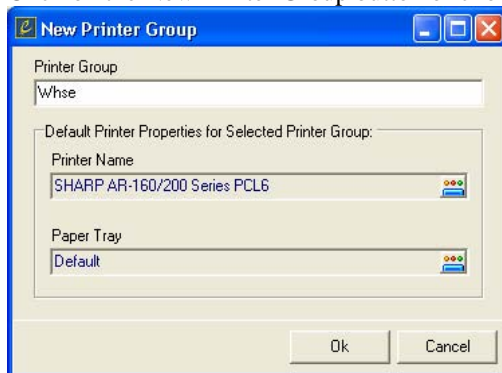 New Printer Group
Printer Group
Whse
Default Printer Properties for Selected Printer Group:
Printer Name
SHARP AR-160/200 Series PCL6
Paper Tray
Default
Ok Cancel